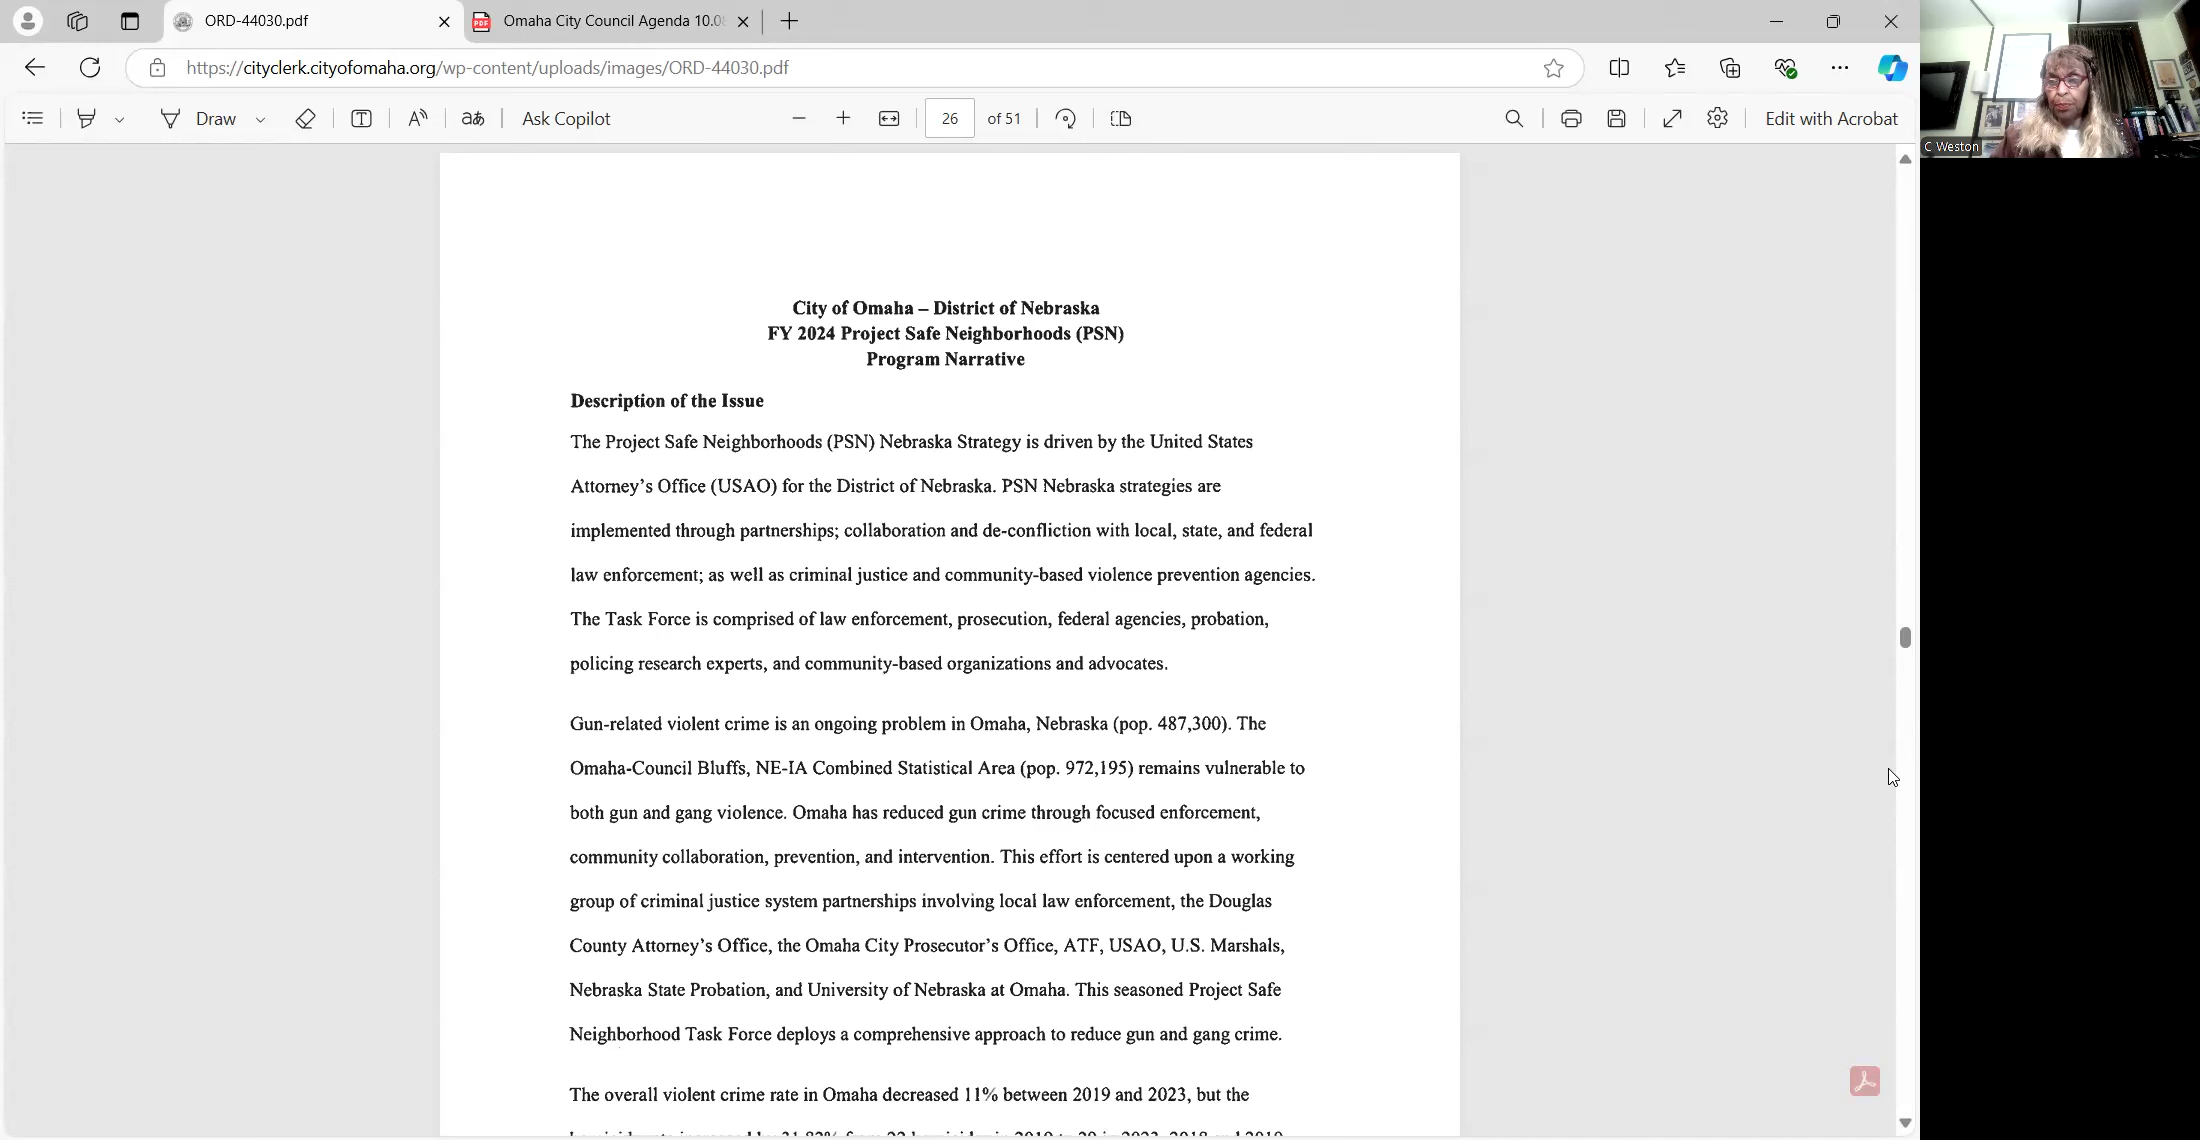 ORD-44030.pdf
Omaha City Council Agenda 10.0
https://cityclerk.cityofomaha.org/wp-content/uploads/images/ORD-44030.pdf
Draw
Ask Copilot
26 of 51
Edit with Acrobat
C Weston
City of Omaha – District of Nebraska
FY 2024 Project Safe Neighborhoods (PSN)
Program Narrative
Description of the Issue
The Project Safe Neighborhoods (PSN) Nebraska Strategy is driven by the United States
Attorney's Office (USAO) for the District of Nebraska. PSN Nebraska strategies are
implemented through partnerships; collaboration and de-confliction with local, state, and federal
law enforcement; as well as criminal justice and community-based violence prevention agencies.
The Task Force is comprised of law enforcement, prosecution, federal agencies, probation,
policing research experts, and community-based organizations and advocates.
Gun-related violent crime is an ongoing problem in Omaha, Nebraska (pop. 487,300). The
Omaha-Council Bluffs, NE-IA Combined Statistical Area (pop. 972,195) remains vulnerable to
both gun and gang violence. Omaha has reduced gun crime through focused enforcement,
community collaboration, prevention, and intervention. This effort is centered upon a working
group of criminal justice system partnerships involving local law enforcement, the Douglas
County Attorney's Office, the Omaha City Prosecutor's Office, ATF, USAO, U.S. Marshals,
Nebraska State Probation, and University of Nebraska at Omaha. This seasoned Project Safe
Neighborhood Task Force deploys a comprehensive approach to reduce gun and gang crime.
The overall violent crime rate in Omaha decreased 11% between 2019 and 2023, but the